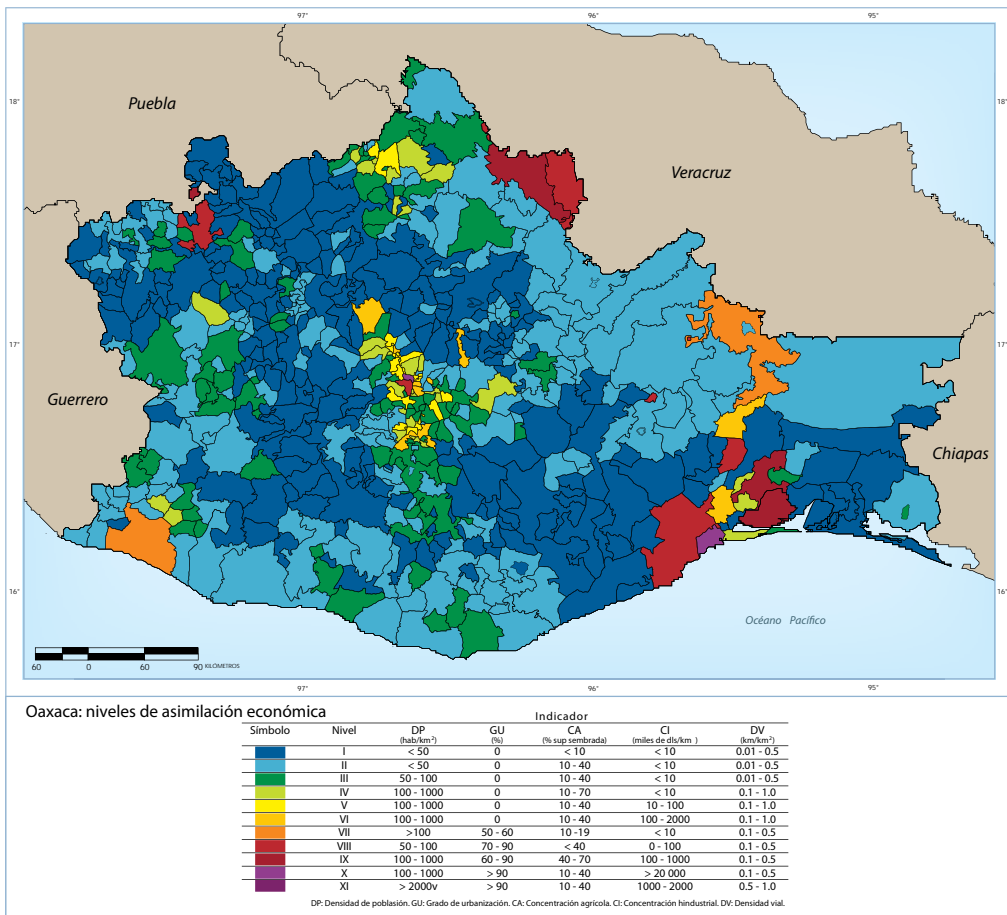 97° 96° 95°
18° 18°
Puebla
Veracruz
17° 17°
Guerrero
Chiapas
16° 16°
Océano Pacífico
60 0 60 90 KILOMETROS
97° 96° 95°
Oaxaca: niveles de asimilación económica
Indicador
Símbolo Nivel DP GU CA CI DV
(hab/km²) (%) (% sup sembrada) (miles de dls/km ) (km/km²)
I < 50 0 < 10 < 10 0.01 - 0.5
II < 50 0 10 - 40 < 10 0.01 - 0.5
III 50 - 100 0 10 - 40 < 10 0.01 - 0.5
IV 100 - 1000 0 10 - 70 < 10 0.1 - 1.0
V 100 - 1000 0 10 - 40 10 - 100 0.1 - 1.0
VI 100 - 1000 0 10 - 40 100 - 2000 0.1 - 1.0
VII >100 50 - 60 10 -19 < 10 0.1 - 0.5
VIII 50 - 100 70 - 90 < 40 0 - 100 0.1 - 0.5
IX 100 - 1000 60 - 90 40 - 70 100 - 1000 0.1 - 0.5
X 100 - 1000 > 90 10 - 40 > 20 000 0.1 - 0.5
XI > 2000v > 90 10 - 40 1000 - 2000 0.5 - 1.0
DP: Densidad de población. GU: Grado de urbanización. CA: Concentración agrícola. CI: Concentración hindustrial. DV: Densidad vial.